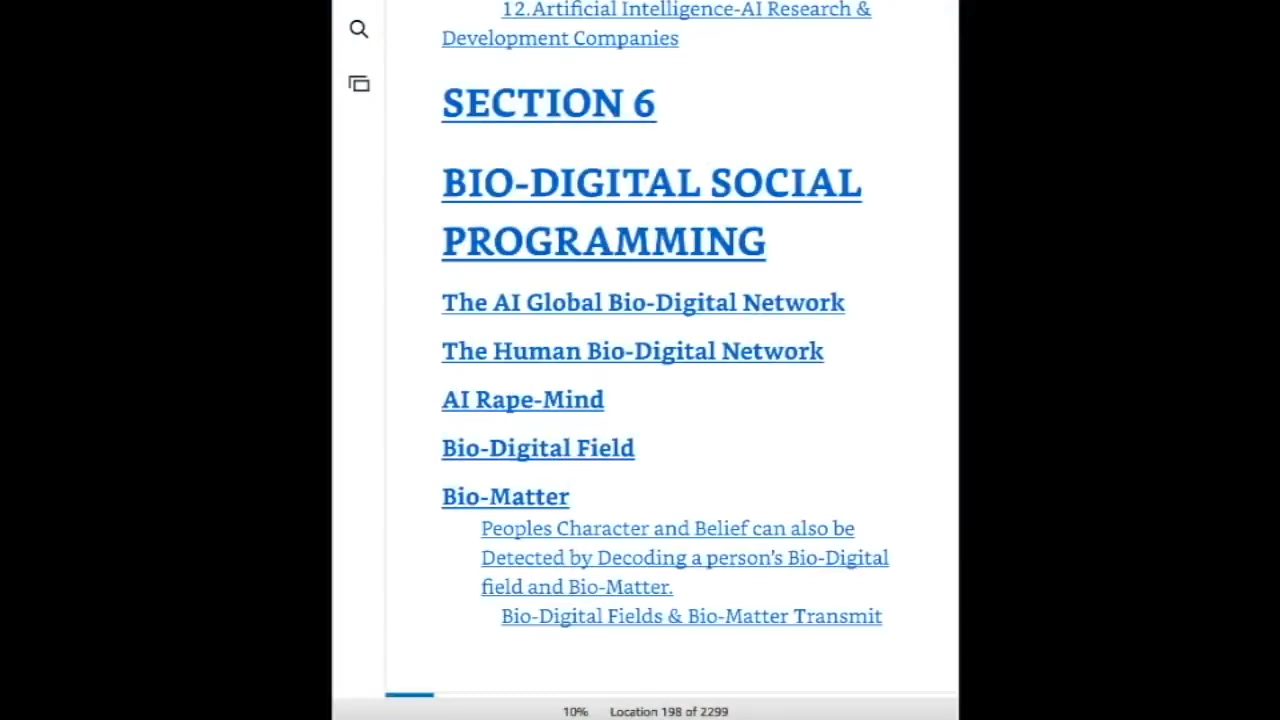 12.Artificial Intelligence-AI Research &
Development Companies
SECTION 6
BIO-DIGITAL SOCIAL
PROGRAMMING
The AI Global Bio-Digital Network
The Human Bio-Digital Network
AI Rape-Mind
Bio-Digital Field
Bio-Matter
Peoples Character and Belief can also be
Detected by Decoding a person's Bio-Digital
field and Bio-Matter.
Bio-Digital Fields & Bio-Matter Transmit
10% Location 198 of 2299